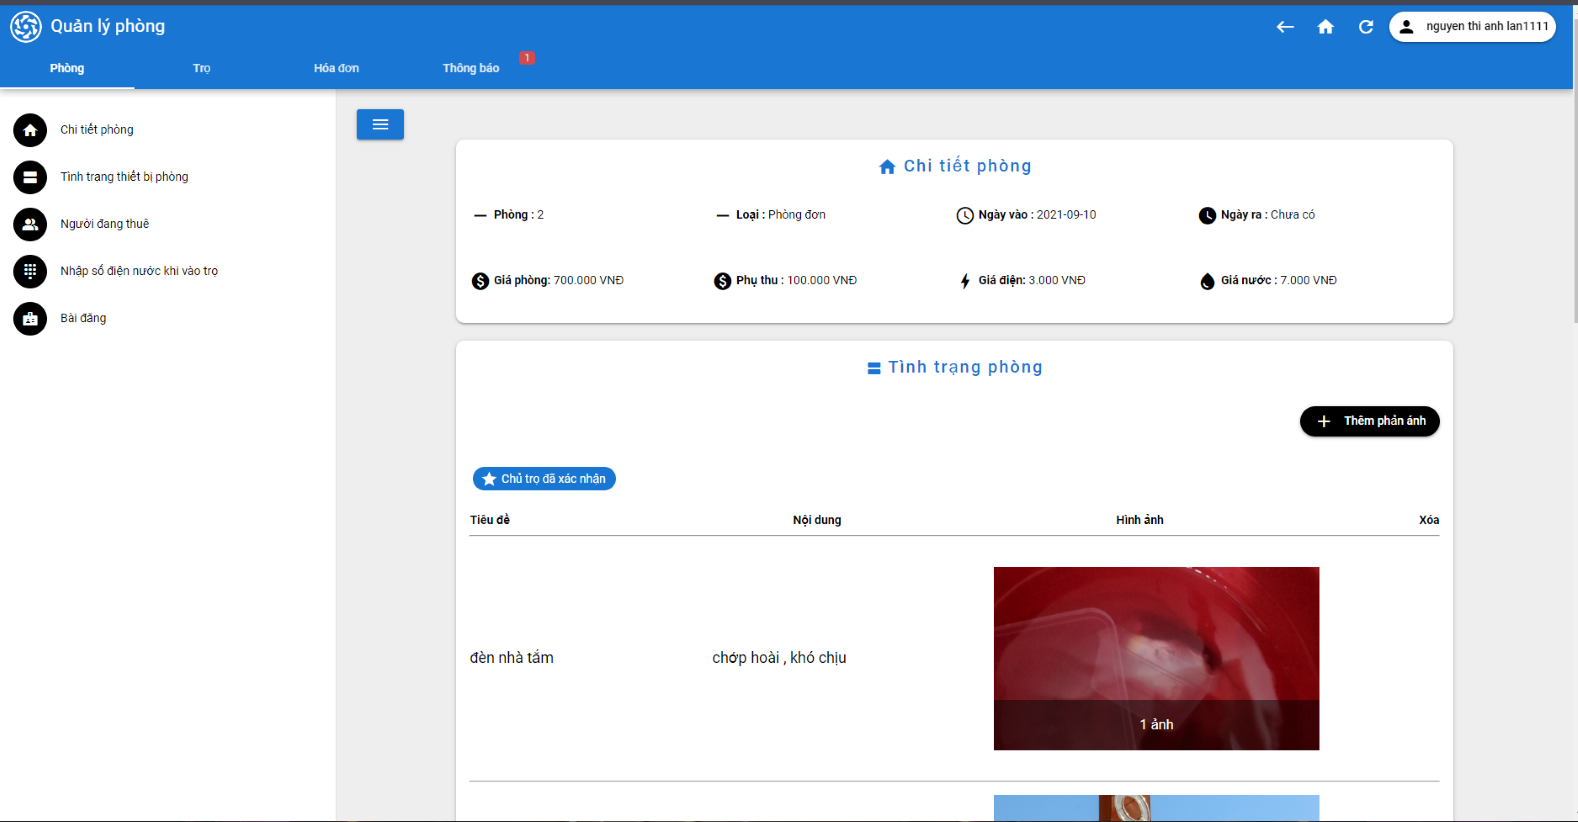 Quản lý phòng
nguyen thi anh lan1111
Phòng
Trọ
Hóa đơn
Thông báo
1
Chi tiết phòng
Tình trạng thiết bị phòng
Người đang thuê
Nhập số điện nước khi vào trọ
Bài đăng
Chi tiết phòng
Phòng : 2
Loại : Phòng đơn
Ngày vào : 2021-09-10
Ngày ra : Chưa có
Giá phòng: 700.000 VNĐ
Phụ thu : 100.000 VNĐ
Giá điện: 3.000 VNĐ
Giá nước : 7.000 VNĐ
Tình trạng phòng
Thêm phản ánh
Chủ trọ đã xác nhận
Tiêu đề
Nội dung
Hình ảnh
Xóa
đèn nhà tắm
chớp hoài , khó chịu
1 ảnh